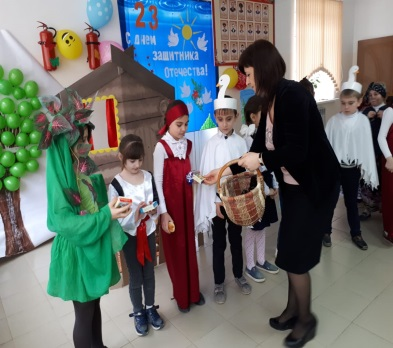 23
С днем
защитника
Отечества!